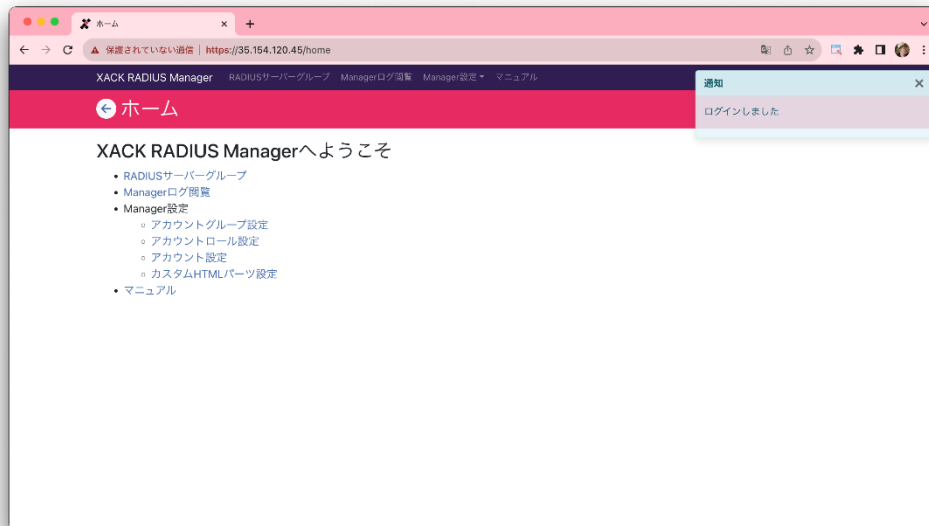 ホーム
保護されていない通信 | https://35.154.120.45/home
XACK RADIUS Manager RADIUSサーバーグループ Managerログ閲覧 Manager設定 マニュアル
通知
ログインしました
ホーム
XACK RADIUS Managerへようこそ
RADIUSサーバーグループ
Managerログ閲覧
Manager設定
アカウントグループ設定
アカウントロール設定
アカウント設定
カスタムHTMLパーツ設定
マニュアル